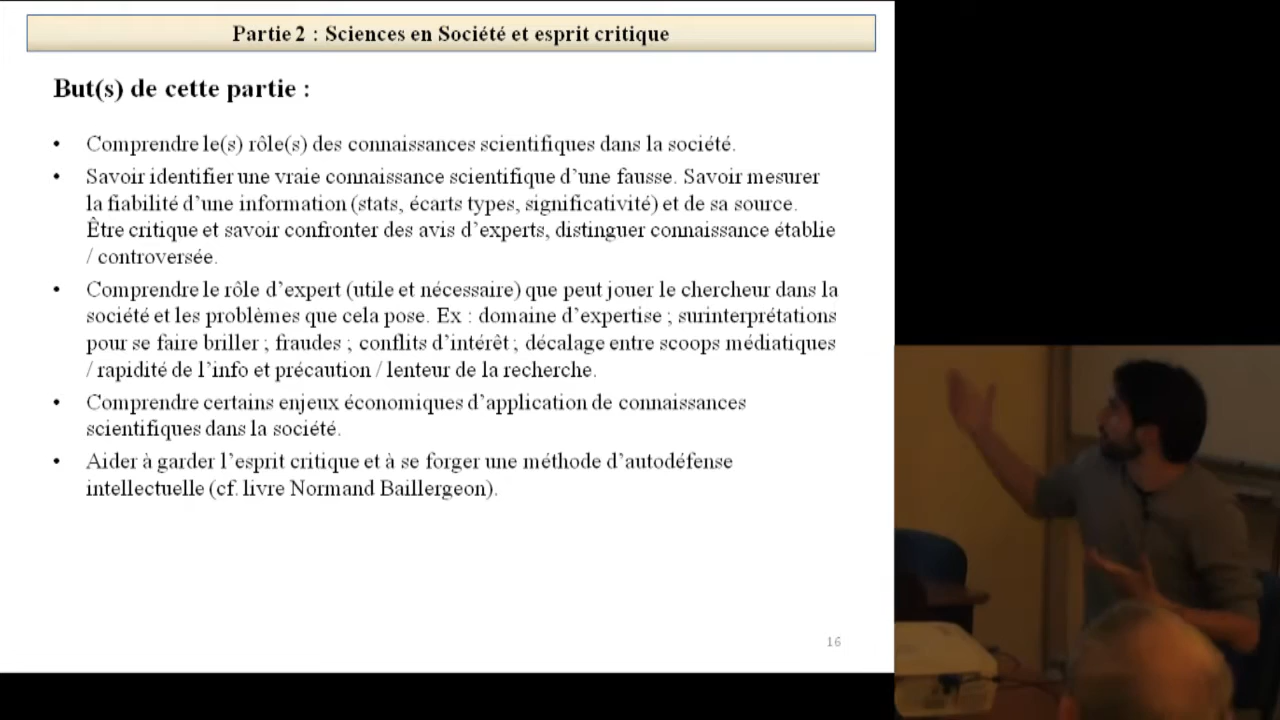 Partie 2 : Sciences en Société et esprit critique
But(s) de cette partie :
• Comprendre le(s) rôle(s) des connaissances scientifiques dans la société.
• Savoir identifier une vraie connaissance scientifique d’une fausse. Savoir mesurer
la fiabilité d’une information (stats, écarts types, significativité) et de sa source.
Être critique et savoir confronter des avis d’experts, distinguer connaissance établie
/ controversée.
• Comprendre le rôle d’expert (utile et nécessaire) que peut jouer le chercheur dans la
société et les problèmes que cela pose. Ex : domaine d’expertise ; surinterprétations
pour se faire briller ; fraudes ; conflits d’intérêt ; décalage entre scoops médiatiques
/ rapidité de l’info et précaution / lenteur de la recherche.
• Comprendre certains enjeux économiques d’application de connaissances
scientifiques dans la société.
• Aider à garder l’esprit critique et à se forger une méthode d’autodéfense
intellectuelle (cf. livre Normand Baillergeon).
16